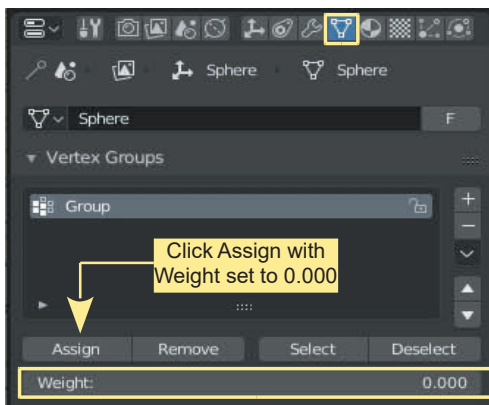 Sphere Sphere
Sphere F
Vertex Groups
Group
Click Assign with
Weight set to 0.000
Assign Remove Select Deselect
Weight: 0.000